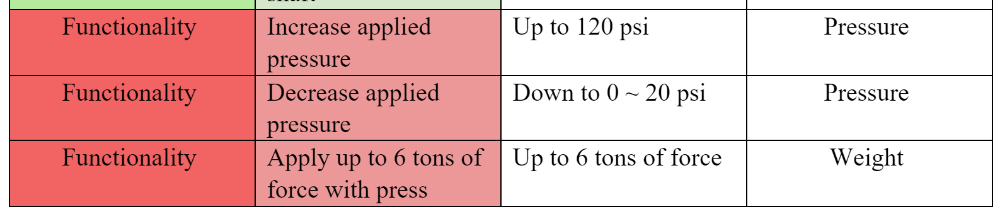 Functionality
Increase applied
pressure
Up to 120 psi
Pressure
Functionality
Decrease applied
pressure
Down to 0 ~ 20 psi
Pressure
Functionality
Apply up to 6 tons of
force with press
Up to 6 tons of force
Weight